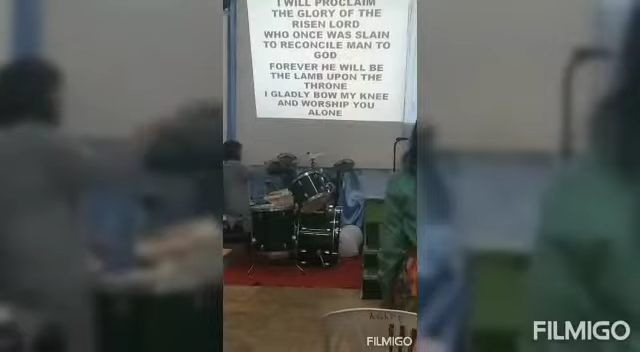 I WILL PROCLAIM
THE GLORY OF THE
RISEN LORD
WHO ONCE WAS SLAIN
TO RECONCILE MAN TO
GOD
FOREVER HE WILL BE
THE LAMB UPON THE
THRONE
I GLADLY BOW MY KNEE
AND WORSHIP YOU
ALONE
FILMIGO
FILMIGO